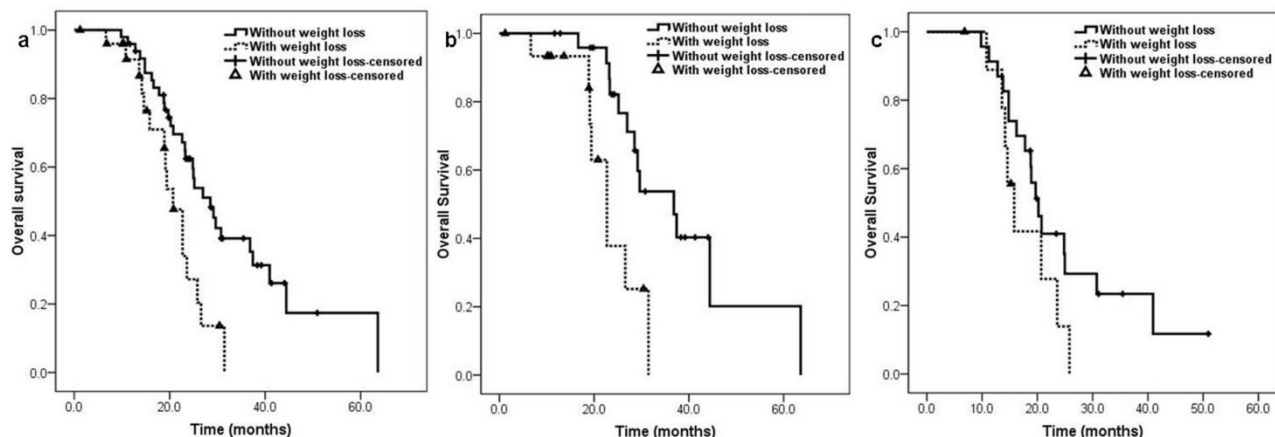 a
Without weight loss
With weight loss
Without weight loss-censored
With weight loss-censored
Overall Survival
1.0
0.8
0.6
0.4
0.2
0.0
0.0 20.0 40.0 60.0
Time (months)
b
Without weight loss
With weight loss
Without weight loss-censored
With weight loss-censored
Overall Survival
1.0
0.8
0.6
0.4
0.2
0.0
0.0 20.0 40.0 60.0
Time (months)
c
Without weight loss
With weight loss
Without weight loss-censored
With weight loss-censored
Overall Survival
1.0
0.8
0.6
0.4
0.2
0.0
0.0 10.0 20.0 30.0 40.0 50.0
Time (months)